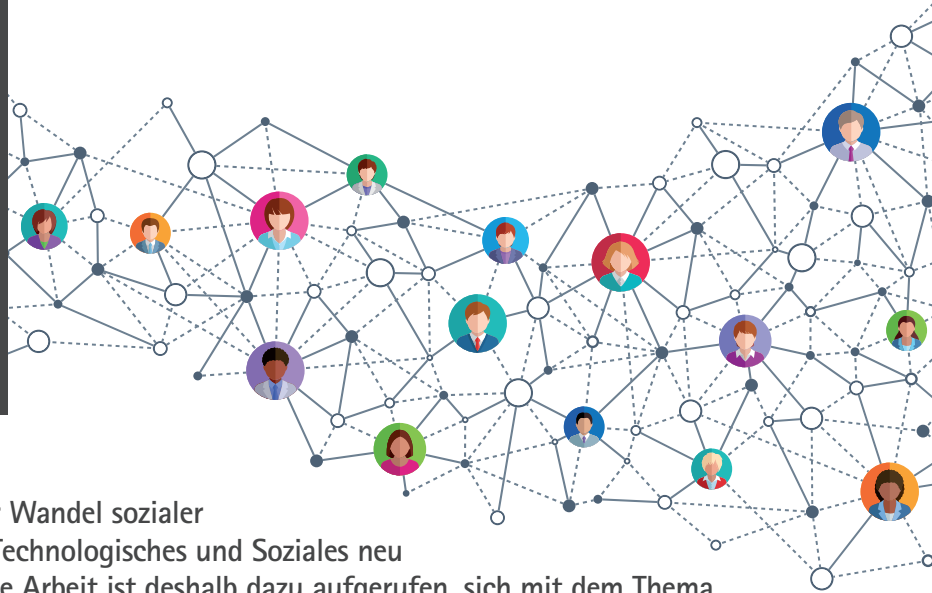 Wandel sozialer
Technologisches und Soziales neu
Arbeit ist deshalb dazu aufgerufen, sich mit dem Thema